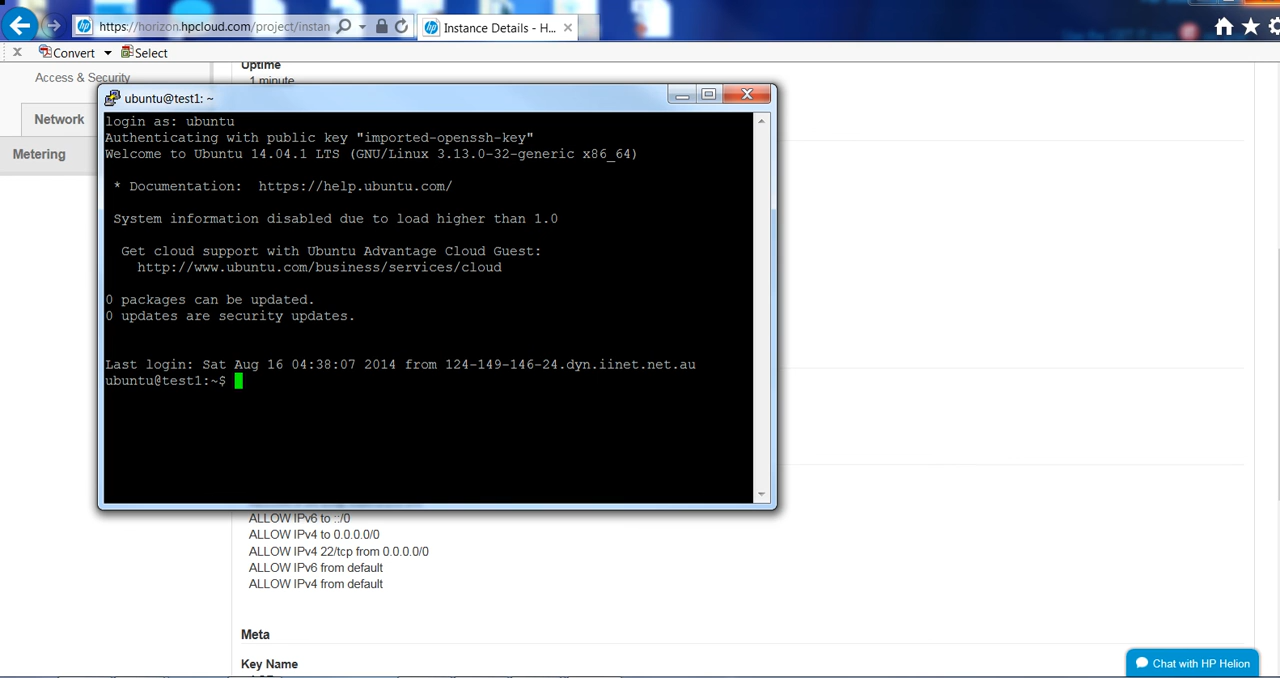 https://horizon.hpcloud.com/project/instan
Instance Details - H...
x Convert Select
Access & Security
Network
Metering
Uptime
1 minute
ubuntu@test1: ~
login as: ubuntu
Authenticating with public key "imported-openssh-key"
Welcome to Ubuntu 14.04.1 LTS (GNU/Linux 3.13.0-32-generic x86_64)
* Documentation:  https://help.ubuntu.com/
System information disabled due to load higher than 1.0
Get cloud support with Ubuntu Advantage Cloud Guest:
http://www.ubuntu.com/business/services/cloud
0 packages can be updated.
0 updates are security updates.
Last login: Sat Aug 16 04:38:07 2014 from 124-149-146-24.dyn.iinet.net.au
ubuntu@test1:~$
ALLOW IPv6 to ::/0
ALLOW IPv4 to 0.0.0.0/0
ALLOW IPv4 22/tcp from 0.0.0.0/0
ALLOW IPv6 from default
ALLOW IPv4 from default
Meta
Key Name
Chat with HP Helion